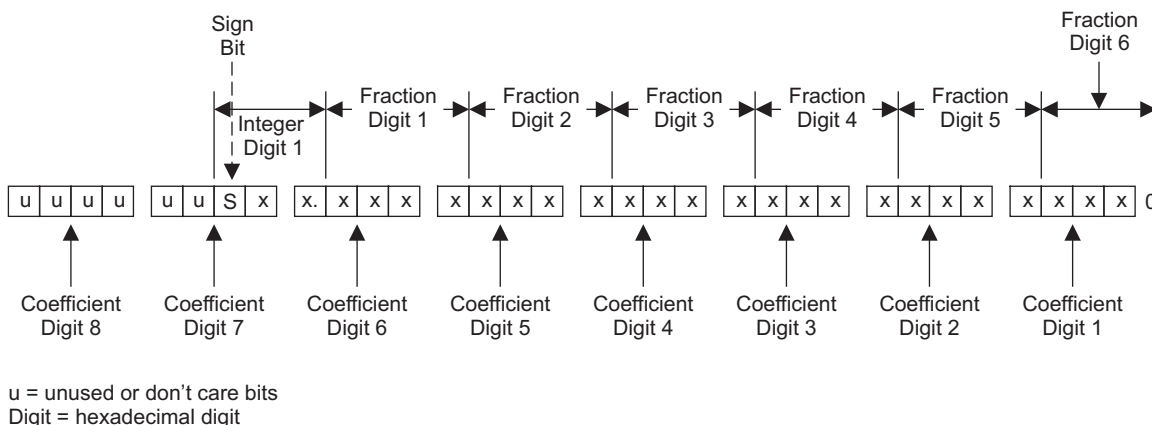 Sign
Bit
Fraction
Digit 6
Integer
Digit 1
Fraction
Digit 1
Fraction
Digit 2
Fraction
Digit 3
Fraction
Digit 4
Fraction
Digit 5
u u u u u u S x x. x x x x x x x x x x x x x x x x x x x x x x x 0
Coefficient
Digit 8
Coefficient
Digit 7
Coefficient
Digit 6
Coefficient
Digit 5
Coefficient
Digit 4
Coefficient
Digit 3
Coefficient
Digit 2
Coefficient
Digit 1
u = unused or don’t care bits
Digit = hexadecimal digit